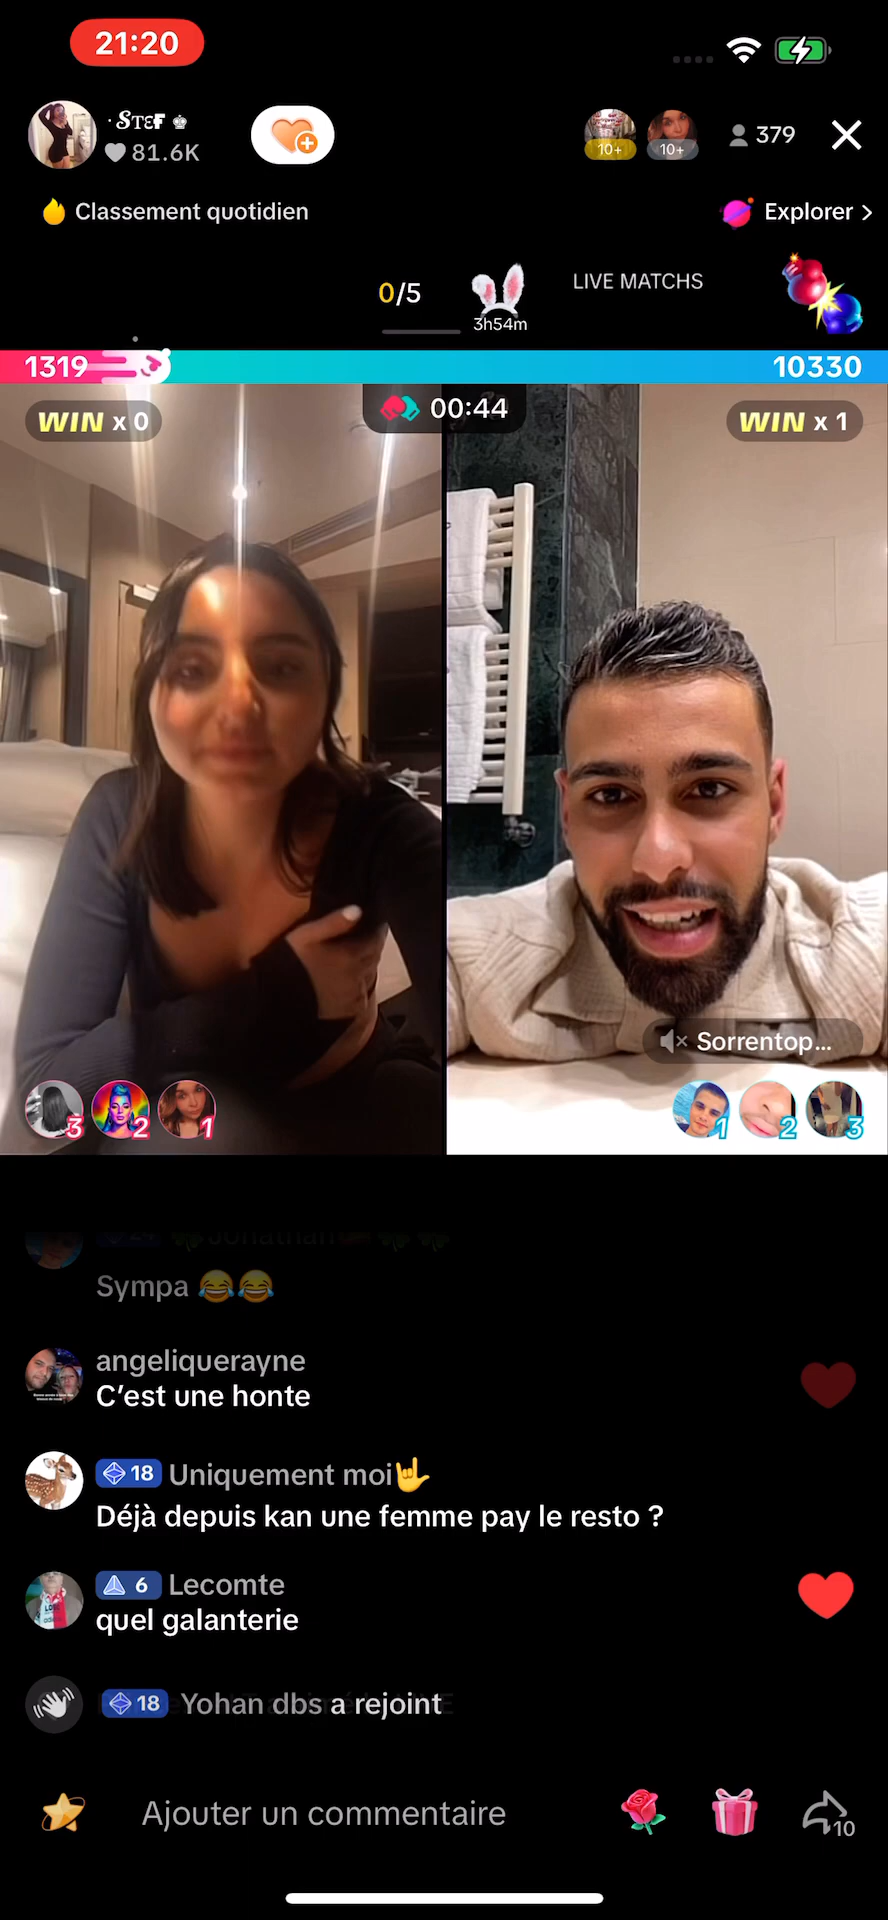 21:20
· STEF ♚
81.6K
10+
10+
379
Classement quotidien
Explorer >
0/5
3h54m
LIVE MATCHS
1319
10330
WIN x 0
00:44
WIN x 1
Sorrentop...
3
2
1
1
2
3
Jonathan
Sympa 😂😂
angeliquerayne
C'est une honte
18 Uniquement moi🤟
Déjà depuis kan une femme pay le resto ?
6 Lecomte
quel galanterie
18 Yohan dbs a rejoint
Ajouter un commentaire
10